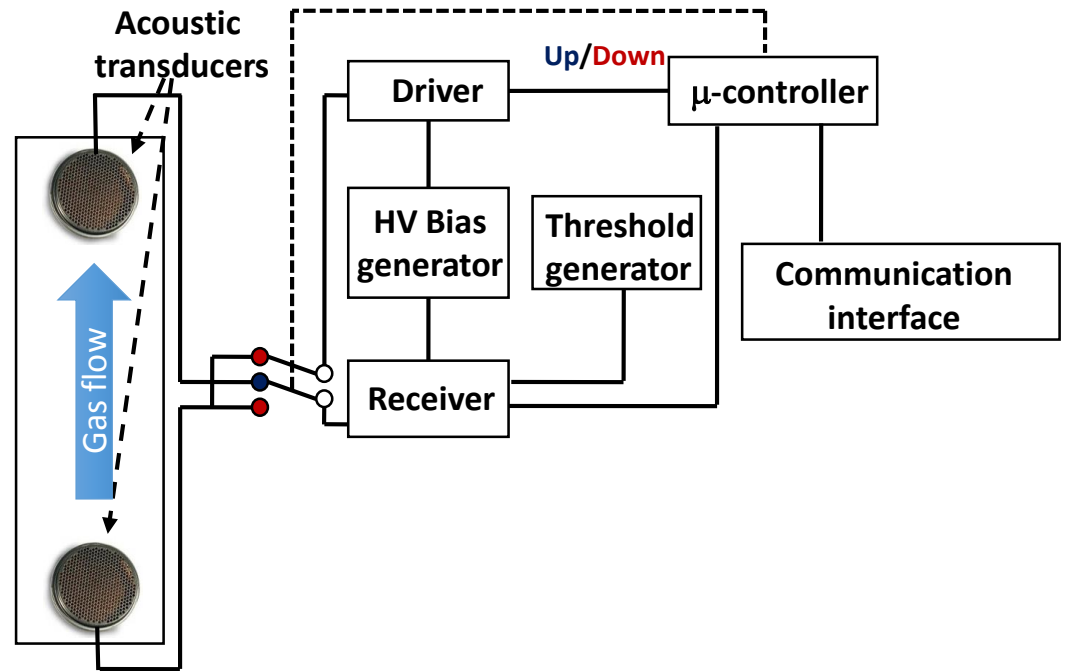 Acoustic
transducers
Up/Down
Driver
μ-controller
HV Bias
generator
Threshold
generator
Communication
interface
Gas flow
Receiver